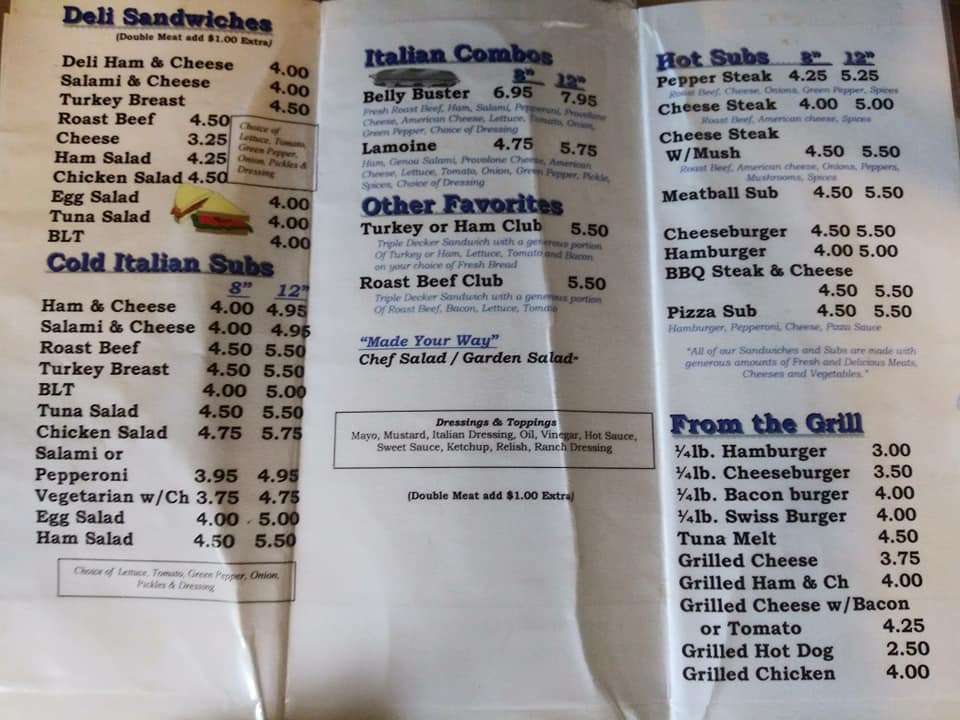 Deli Sandwiches
(Double Meat add $1.00 Extra)
Deli Ham & Cheese 4.00
Salami & Cheese 4.00
Turkey Breast 4.50
Roast Beef 4.50
Cheese 3.25
Ham Salad 4.25
Chicken Salad 4.50
Egg Salad 4.00
Tuna Salad 4.00
BLT 4.00
Choice of
Lettuce, Tomato,
Green Pepper,
Onion, Pickles &
Dressing
Cold Italian Subs
8" 12"
Ham & Cheese 4.00 4.95
Salami & Cheese 4.00 4.95
Roast Beef 4.50 5.50
Turkey Breast 4.50 5.50
BLT 4.00 5.00
Tuna Salad 4.50 5.50
Chicken Salad 4.75 5.75
Salami or
Pepperoni 3.95 4.95
Vegetarian w/Ch 3.75 4.75
Egg Salad 4.00 5.00
Ham Salad 4.50 5.50
Choice of Lettuce, Tomato, Green Pepper, Onion,
Pickles & Dressing
Italian Combos
8" 12"
Belly Buster 6.95 7.95
Fresh Roast Beef, Ham, Salami, Pepperoni, Provolone
Cheese, American Cheese, Lettuce, Tomato, Onion,
Green Pepper, Choice of Dressing
Lamoine 4.75 5.75
Ham, Genoa Salami, Provolone Cheese, American
Cheese, Lettuce, Tomato, Onion, Green Pepper, Pickle,
Spices, Choice of Dressing
Other Favorites
Turkey or Ham Club 5.50
Triple Decker Sandwich with a generous portion
Of Turkey or Ham, Lettuce, Tomato and Bacon
on your choice of Fresh Bread
Roast Beef Club 5.50
Triple Decker Sandwich with a generous portion
Of Roast Beef, Bacon, Lettuce, Tomato
"Made Your Way"
Chef Salad / Garden Salad*
Dressings & Toppings
Mayo, Mustard, Italian Dressing, Oil, Vinegar, Hot Sauce,
Sweet Sauce, Ketchup, Relish, Ranch Dressing
(Double Meat add $1.00 Extra)
Hot Subs 8" 12"
Pepper Steak 4.25 5.25
Roast Beef, Cheese, Onions, Green Pepper, Spices
Cheese Steak 4.00 5.00
Roast Beef, American cheese, Spices
Cheese Steak
W/Mush 4.50 5.50
Roast Beef, American cheese, Onions, Peppers,
Mushrooms, Spices
Meatball Sub 4.50 5.50
Cheeseburger 4.50 5.50
Hamburger 4.00 5.00
BBQ Steak & Cheese
4.50 5.50
Pizza Sub 4.50 5.50
Hamburger, Pepperoni, Cheese, Pizza Sauce
"All of our Sandwiches and Subs are made with
generous amounts of Fresh and Delicious Meats,
Cheeses and Vegetables."
From the Grill
¼lb. Hamburger 3.00
¼lb. Cheeseburger 3.50
¼lb. Bacon burger 4.00
¼lb. Swiss Burger 4.00
Tuna Melt 4.50
Grilled Cheese 3.75
Grilled Ham & Ch 4.00
Grilled Cheese w/Bacon
or Tomato 4.25
Grilled Hot Dog 2.50
Grilled Chicken 4.00